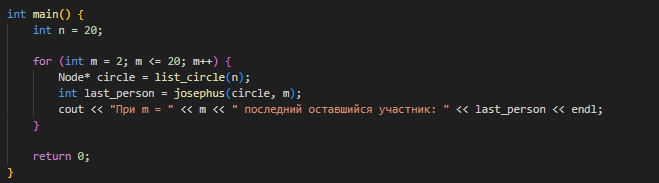 int main() {
    int n = 20;

    for (int m = 2; m <= 20; m++) {
        Node* circle = list_circle(n);
        int last_person = josephus(circle, m);
        cout << "При m = " << m << " последний оставшийся участник: " << last_person << endl;
    }

    return 0;
}